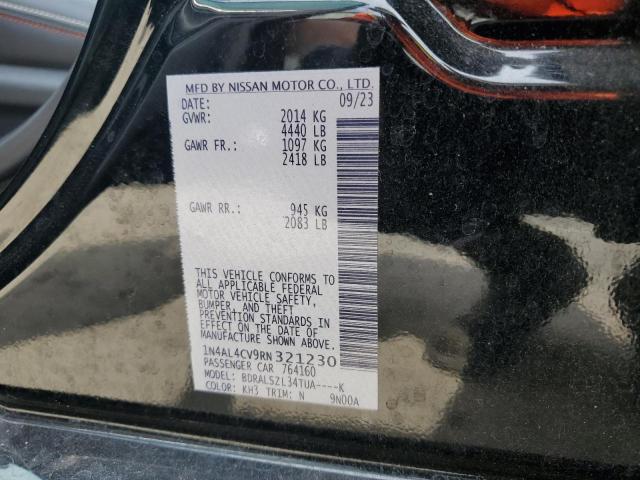 MFD BY NISSAN MOTOR CO., LTD.
DATE: 09/23
GVWR: 2014 KG
4440 LB
GAWR FR.: 1097 KG
2418 LB
GAWR RR.: 945 KG
2083 LB
THIS VEHICLE CONFORMS TO
ALL APPLICABLE FEDERAL
MOTOR VEHICLE SAFETY,
BUMPER, AND THEFT
PREVENTION STANDARDS IN
EFFECT ON THE DATE OF
MANUFACTURE SHOWN ABOVE.
1N4AL4CV9RN321230
PASSENGER CAR 764160
MODEL: BDRALSZL34TUA----K
COLOR: KH3 TRIM: N 9N00A